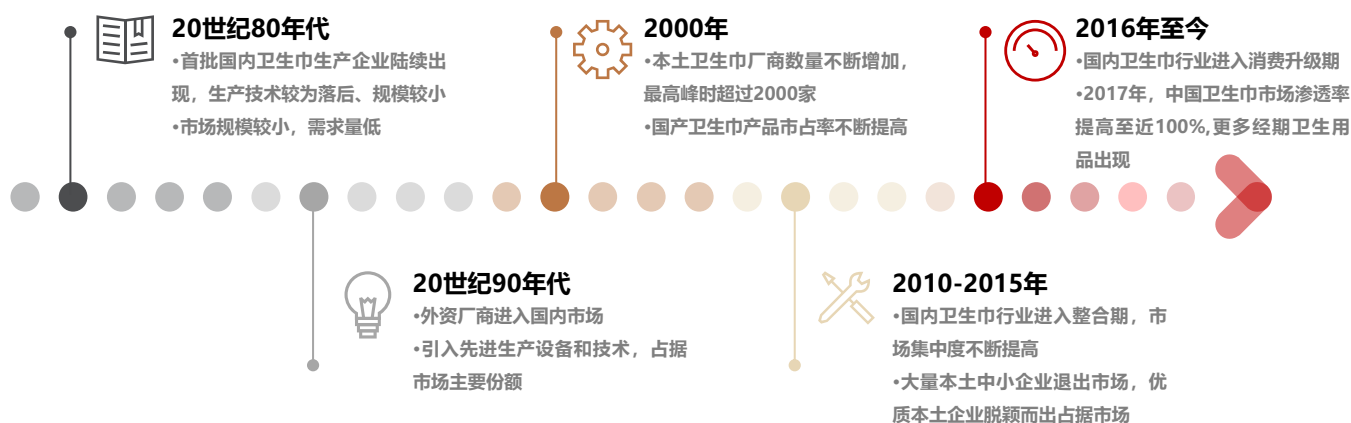 20世纪80年代
•首批国内卫生巾生产企业陆续出
现，生产技术较为落后、规模较小
•市场规模较小，需求量低
2000年
•本土卫生巾厂商数量不断增加，
最高峰时超过2000家
•国产卫生巾产品市占率不断提高
2016年至今
•国内卫生巾行业进入消费升级期
•2017年，中国卫生巾市场渗透率
提高至近100%,更多经期卫生用
品出现
20世纪90年代
•外资厂商进入国内市场
•引入先进生产设备和技术，占据
市场主要份额
2010-2015年
•国内卫生巾行业进入整合期，市
场集中度不断提高
•大量本土中小企业退出市场，优
质本土企业脱颖而出占据市场